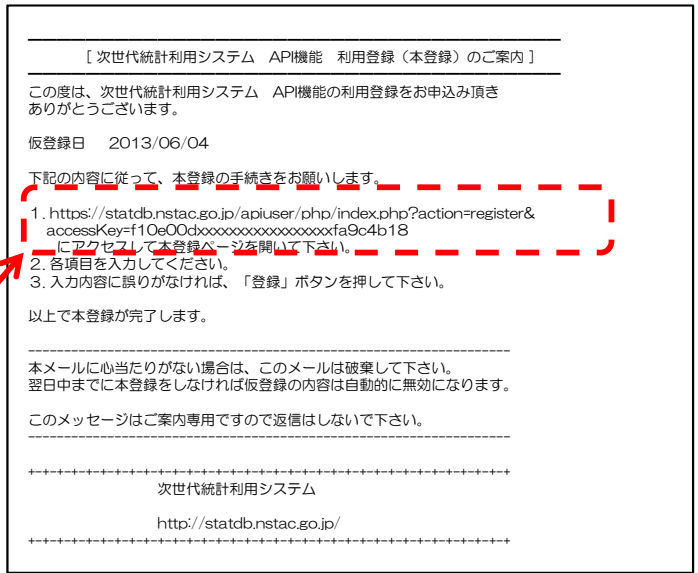 [ 次世代統計利用システム　API機能　利用登録（本登録）のご案内 ]
この度は、次世代統計利用システム　API機能の利用登録をお申込み頂き
ありがとうございます。
仮登録日　2013/06/04
下記の内容に従って、本登録の手続きをお願いします。
1. https://statdb.nstac.go.jp/apiuser/php/index.php?action=register&
accessKey=f10e00dxxxxxxxxxxxxxxxxxfa9c4b18
にアクセスして本登録ページを開いて下さい。
2. 各項目を入力してください。
3. 入力内容に誤りがなければ、「登録」ボタンを押して下さい。
以上で本登録が完了します。
-------------------------------------------------------------------
本メールに心当たりがない場合は、このメールは破棄して下さい。
翌日中までに本登録をしなければ仮登録の内容は自動的に無効になります。
このメッセージはご案内専用ですので返信はしないで下さい。
-------------------------------------------------------------------
+-+-+-+-+-+-+-+-+-+-+-+-+-+-+-+-+-+-+-+-+-+-+-+-+-+-+-+-+-+-+-+-+-+
次世代統計利用システム
http://statdb.nstac.go.jp/
+-+-+-+-+-+-+-+-+-+-+-+-+-+-+-+-+-+-+-+-+-+-+-+-+-+-+-+-+-+-+-+-+-+